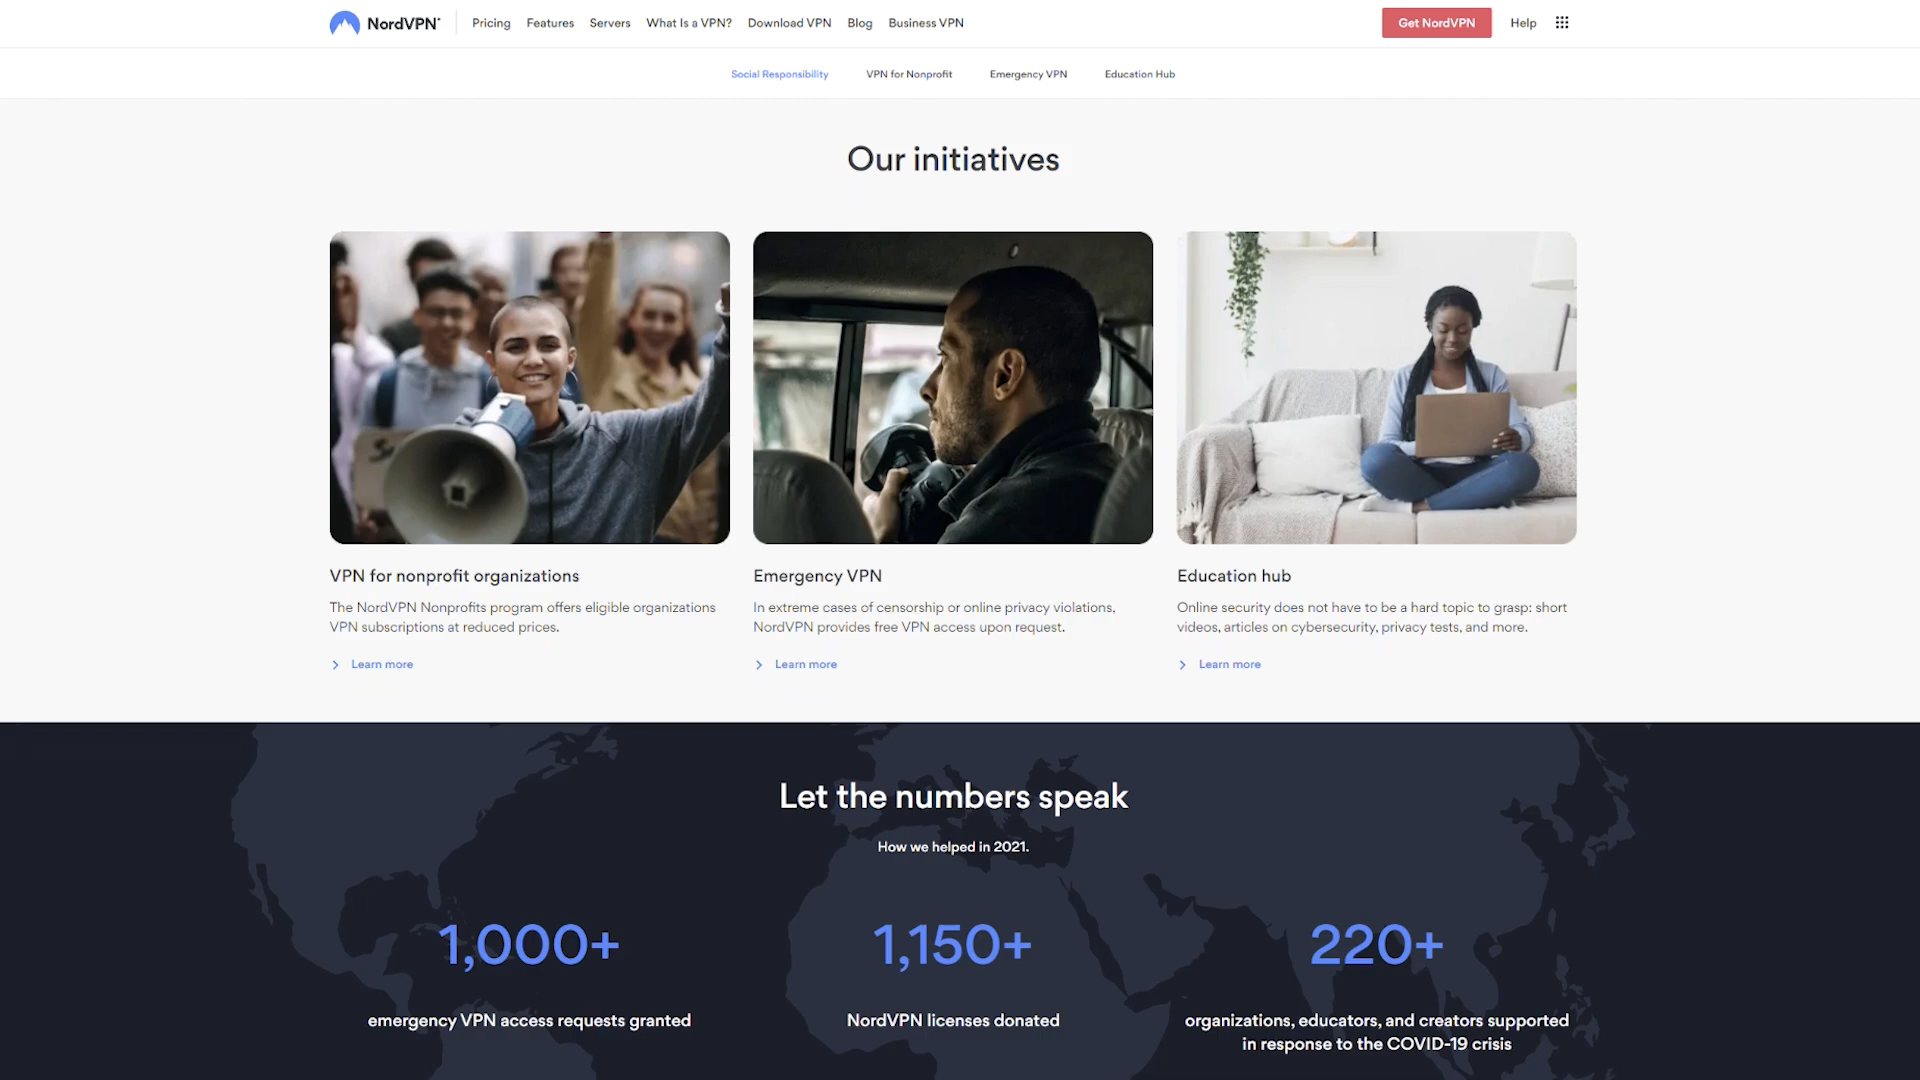 NordVPN®
Pricing
Features
Servers
What Is a VPN?
Download VPN
Blog
Business VPN
Get NordVPN
Help
Social Responsibility
VPN for Nonprofit
Emergency VPN
Education Hub
Our initiatives
VPN for nonprofit organizations
The NordVPN Nonprofits program offers eligible organizations
VPN subscriptions at reduced prices.
Learn more
Emergency VPN
In extreme cases of censorship or online privacy violations,
NordVPN provides free VPN access upon request.
Learn more
Education hub
Online security does not have to be a hard topic to grasp: short
videos, articles on cybersecurity, privacy tests, and more.
Learn more
Let the numbers speak
How we helped in 2021.
1,000+
emergency VPN access requests granted
1,150+
NordVPN licenses donated
220+
organizations, educators, and creators supported
in response to the COVID-19 crisis